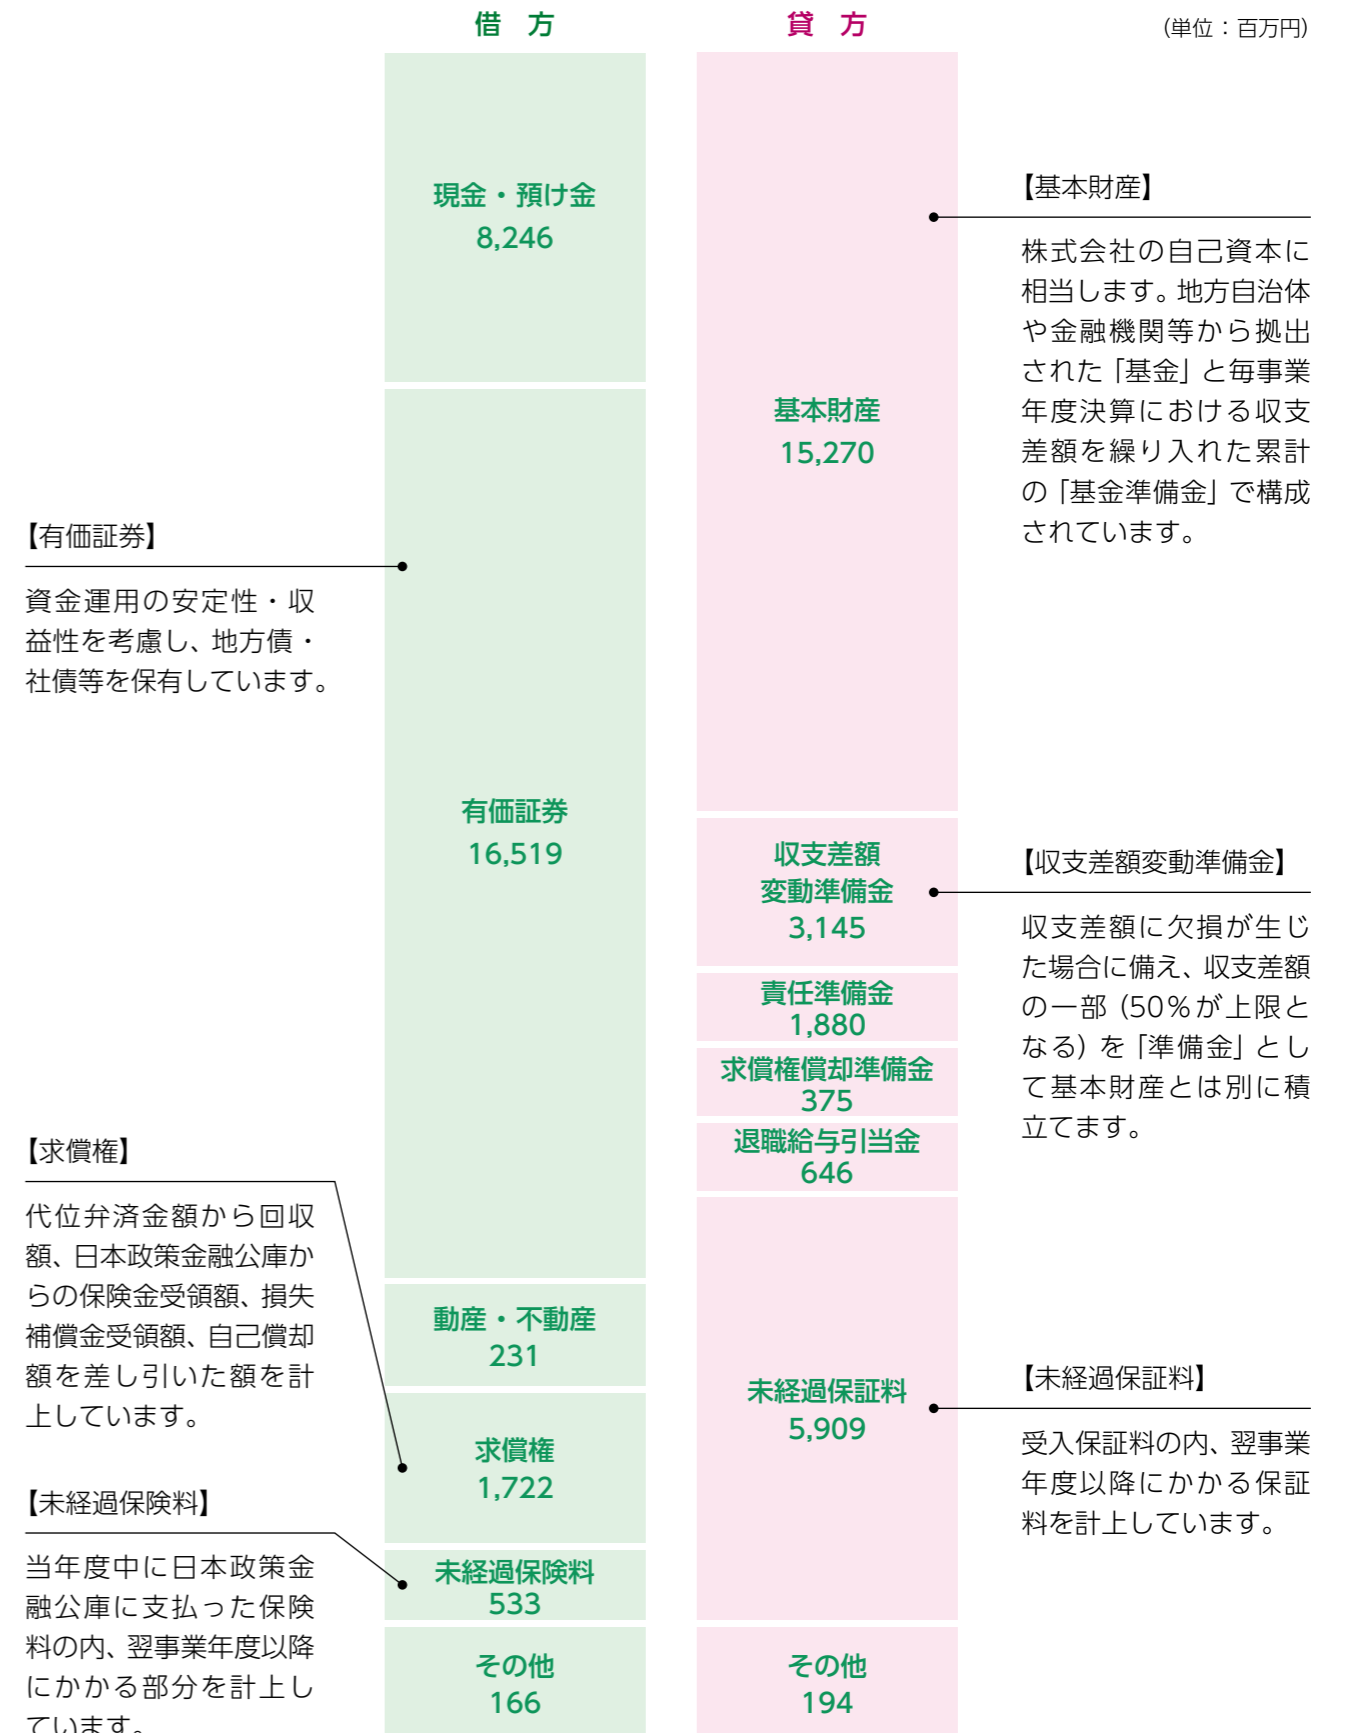 借　方
貸　方
(単位：百万円)
現金・預け金
8,246
有価証券
16,519
動産・不動産
231
求償権
1,722
未経過保険料
533
その他
166
基本財産
15,270
収支差額
変動準備金
3,145
責任準備金
1,880
求償権償却準備金
375
退職給与引当金
646
未経過保証料
5,909
その他
194
【有価証券】
資金運用の安定性・収
益性を考慮し、地方債・
社債等を保有しています。
【求償権】
代位弁済金額から回収
額、日本政策金融公庫か
らの保険金受領額、損失
補償金受領額、自己償却
額を差し引いた額を計
上しています。
【未経過保険料】
当年度中に日本政策金
融公庫に支払った保険
料の内、翌事業年度以降
にかかる部分を計上し
ています。
【基本財産】
株式会社の自己資本に
相当します。地方自治体
や金融機関等から拠出
された「基金」と毎事業
年度決算における収支
差額を繰り入れた累計
の「基金準備金」で構成
されています。
【収支差額変動準備金】
収支差額に欠損が生じ
た場合に備え、収支差額
の一部（50％が上限と
なる）を「準備金」とし
て基本財産とは別に積
立てます。
【未経過保証料】
受入保証料の内、翌事業
年度以降にかかる保証
料を計上しています。